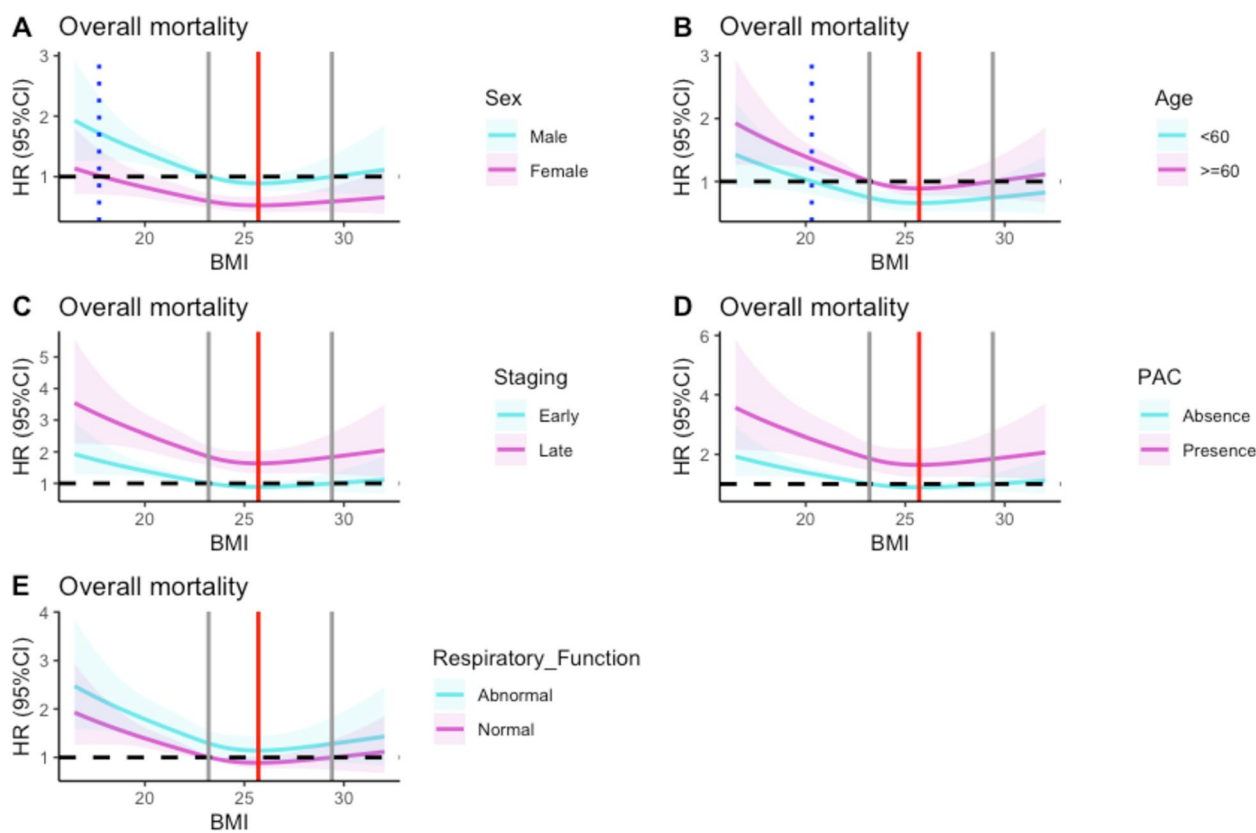 A Overall mortality
HR (95%CI)
3
2
1
20 25 30
BMI
Sex
Male
Female
B Overall mortality
HR (95%CI)
3
2
1
20 25 30
BMI
Age
<60
>=60
C Overall mortality
HR (95%CI)
5
4
3
2
1
20 25 30
BMI
Staging
Early
Late
D Overall mortality
HR (95%CI)
6
4
2
20 25 30
BMI
PAC
Absence
Presence
E Overall mortality
HR (95%CI)
4
3
2
1
20 25 30
BMI
Respiratory_Function
Abnormal
Normal